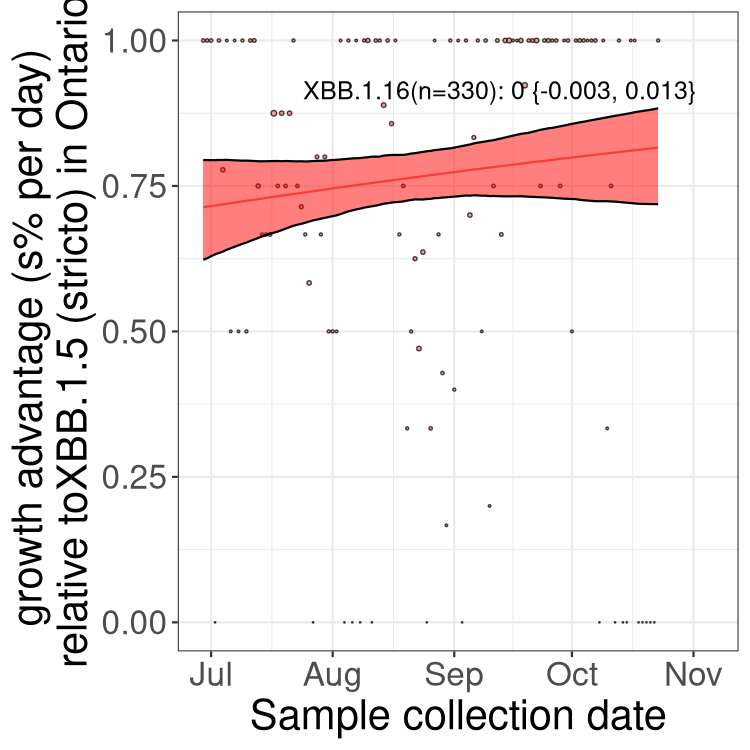 growth advantage (s% per day)
relative toXBB.1.5 (stricto) in Ontario
1.00
0.75
0.50
0.25
0.00
XBB.1.16(n=330): 0 {-0.003, 0.013}
Jul Aug Sep Oct Nov
Sample collection date